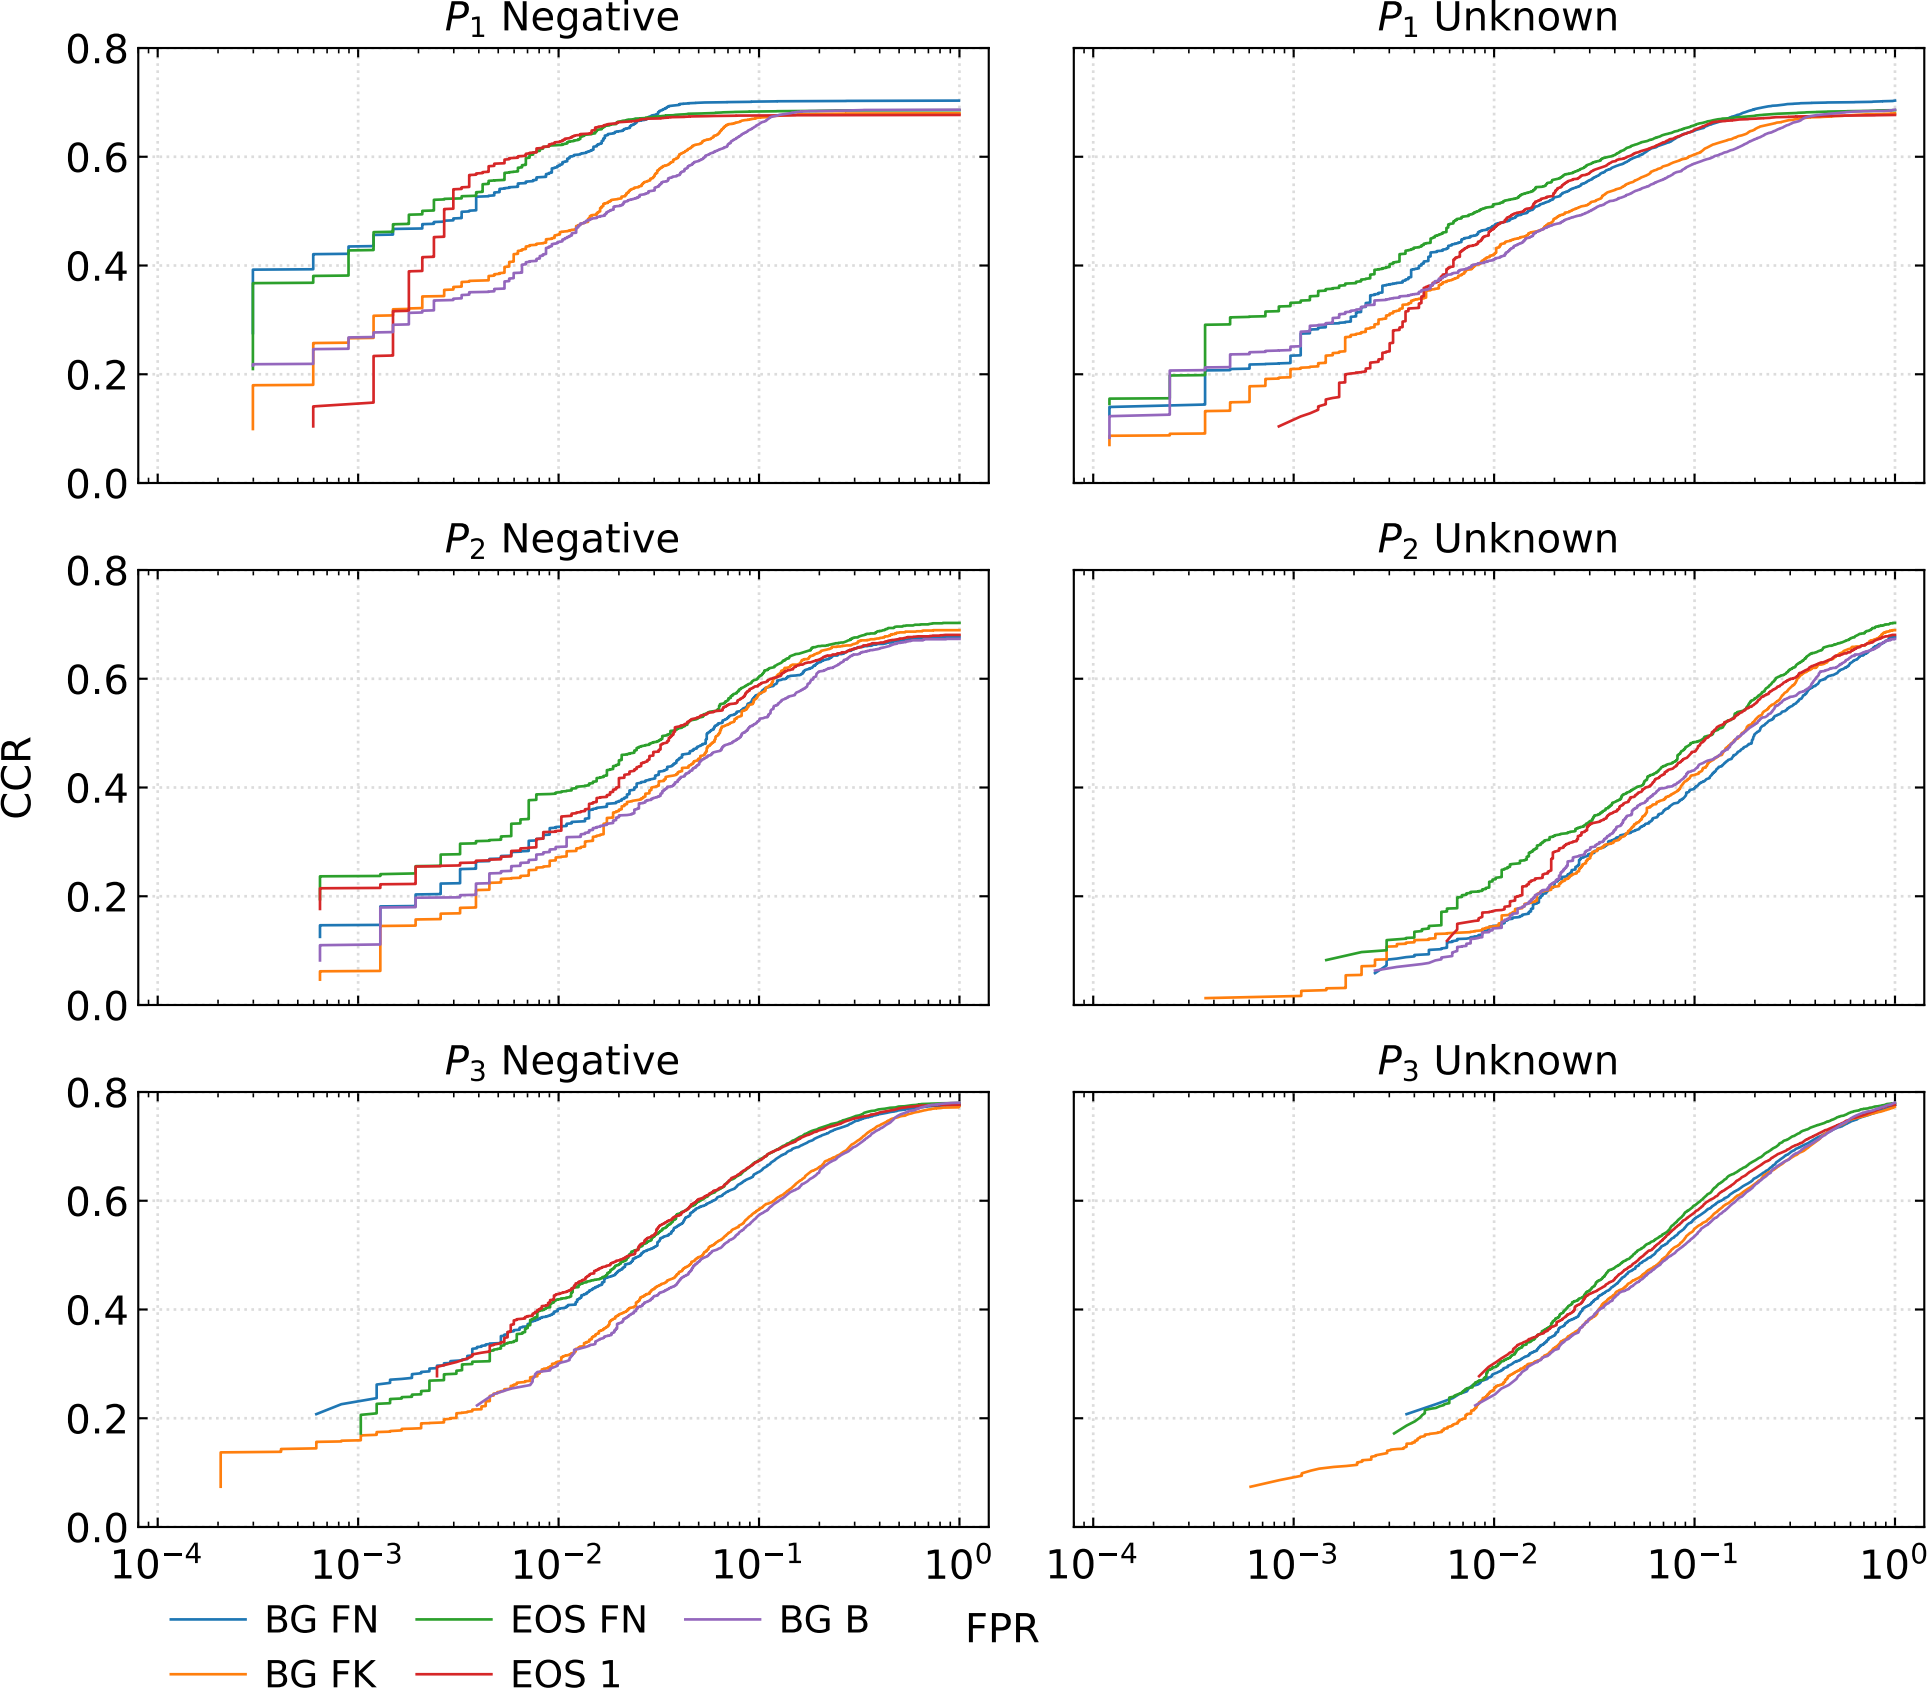 P₁ Negative
P₁ Unknown
0.8
0.6
0.4
0.2
0.0
P₂ Negative
P₂ Unknown
0.8
0.6
0.4
0.2
0.0
CCR
P₃ Negative
P₃ Unknown
0.8
0.6
0.4
0.2
0.0
10⁻⁴ 10⁻³ 10⁻² 10⁻¹ 10⁰
10⁻⁴ 10⁻³ 10⁻² 10⁻¹ 10⁰
BG FN EOS FN BG B
FPR
BG FK EOS 1